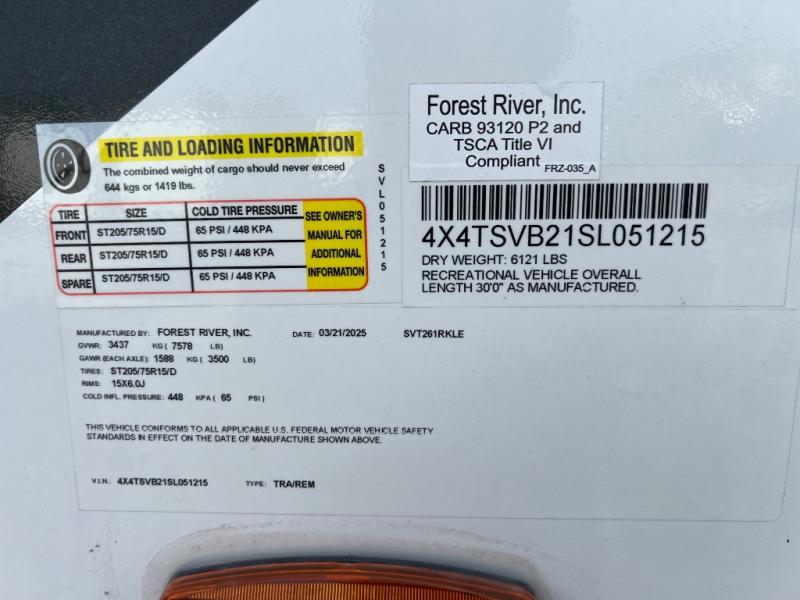 Forest River, Inc.
CARB 93120 P2 and
TSCA Title VI
Compliant
FRZ-035_A
TIRE AND LOADING INFORMATION
The combined weight of cargo should never exceed
644 kgs or 1419 lbs.
TIRE SIZE COLD TIRE PRESSURE
FRONT ST205/75R15/D 65 PSI / 448 KPA
REAR ST205/75R15/D 65 PSI / 448 KPA
SPARE ST205/75R15/D 65 PSI / 448 KPA
SEE OWNER'S
MANUAL FOR
ADDITIONAL
INFORMATION
SVL051215
4X4TSVB21SL051215
DRY WEIGHT: 6121 LBS
RECREATIONAL VEHICLE OVERALL
LENGTH 30'0" AS MANUFACTURED.
MANUFACTURED BY: FOREST RIVER, INC. DATE: 03/21/2025 SVT261RKLE
GVWR: 3437 KG ( 7578 LB)
GAWR (EACH AXLE): 1588 KG ( 3500 LB)
TIRES: ST205/75R15/D
RIMS: 15X6.0J
COLD INFL. PRESSURE: 448 KPA ( 65 PSI)
THIS VEHICLE CONFORMS TO ALL APPLICABLE U.S. FEDERAL MOTOR VEHICLE SAFETY
STANDARDS IN EFFECT ON THE DATE OF MANUFACTURE SHOWN ABOVE.
V.I.N.: 4X4TSVB21SL051215 TYPE: TRA/REM